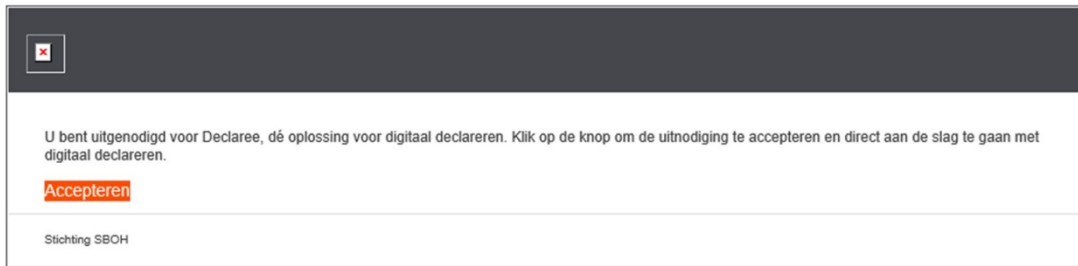 U bent uitgenodigd voor Declaree, dé oplossing voor digitaal declareren. Klik op de knop om de uitnodiging te accepteren en direct aan de slag te gaan met
digitaal declareren.
Accepteren
Stichting SBOH